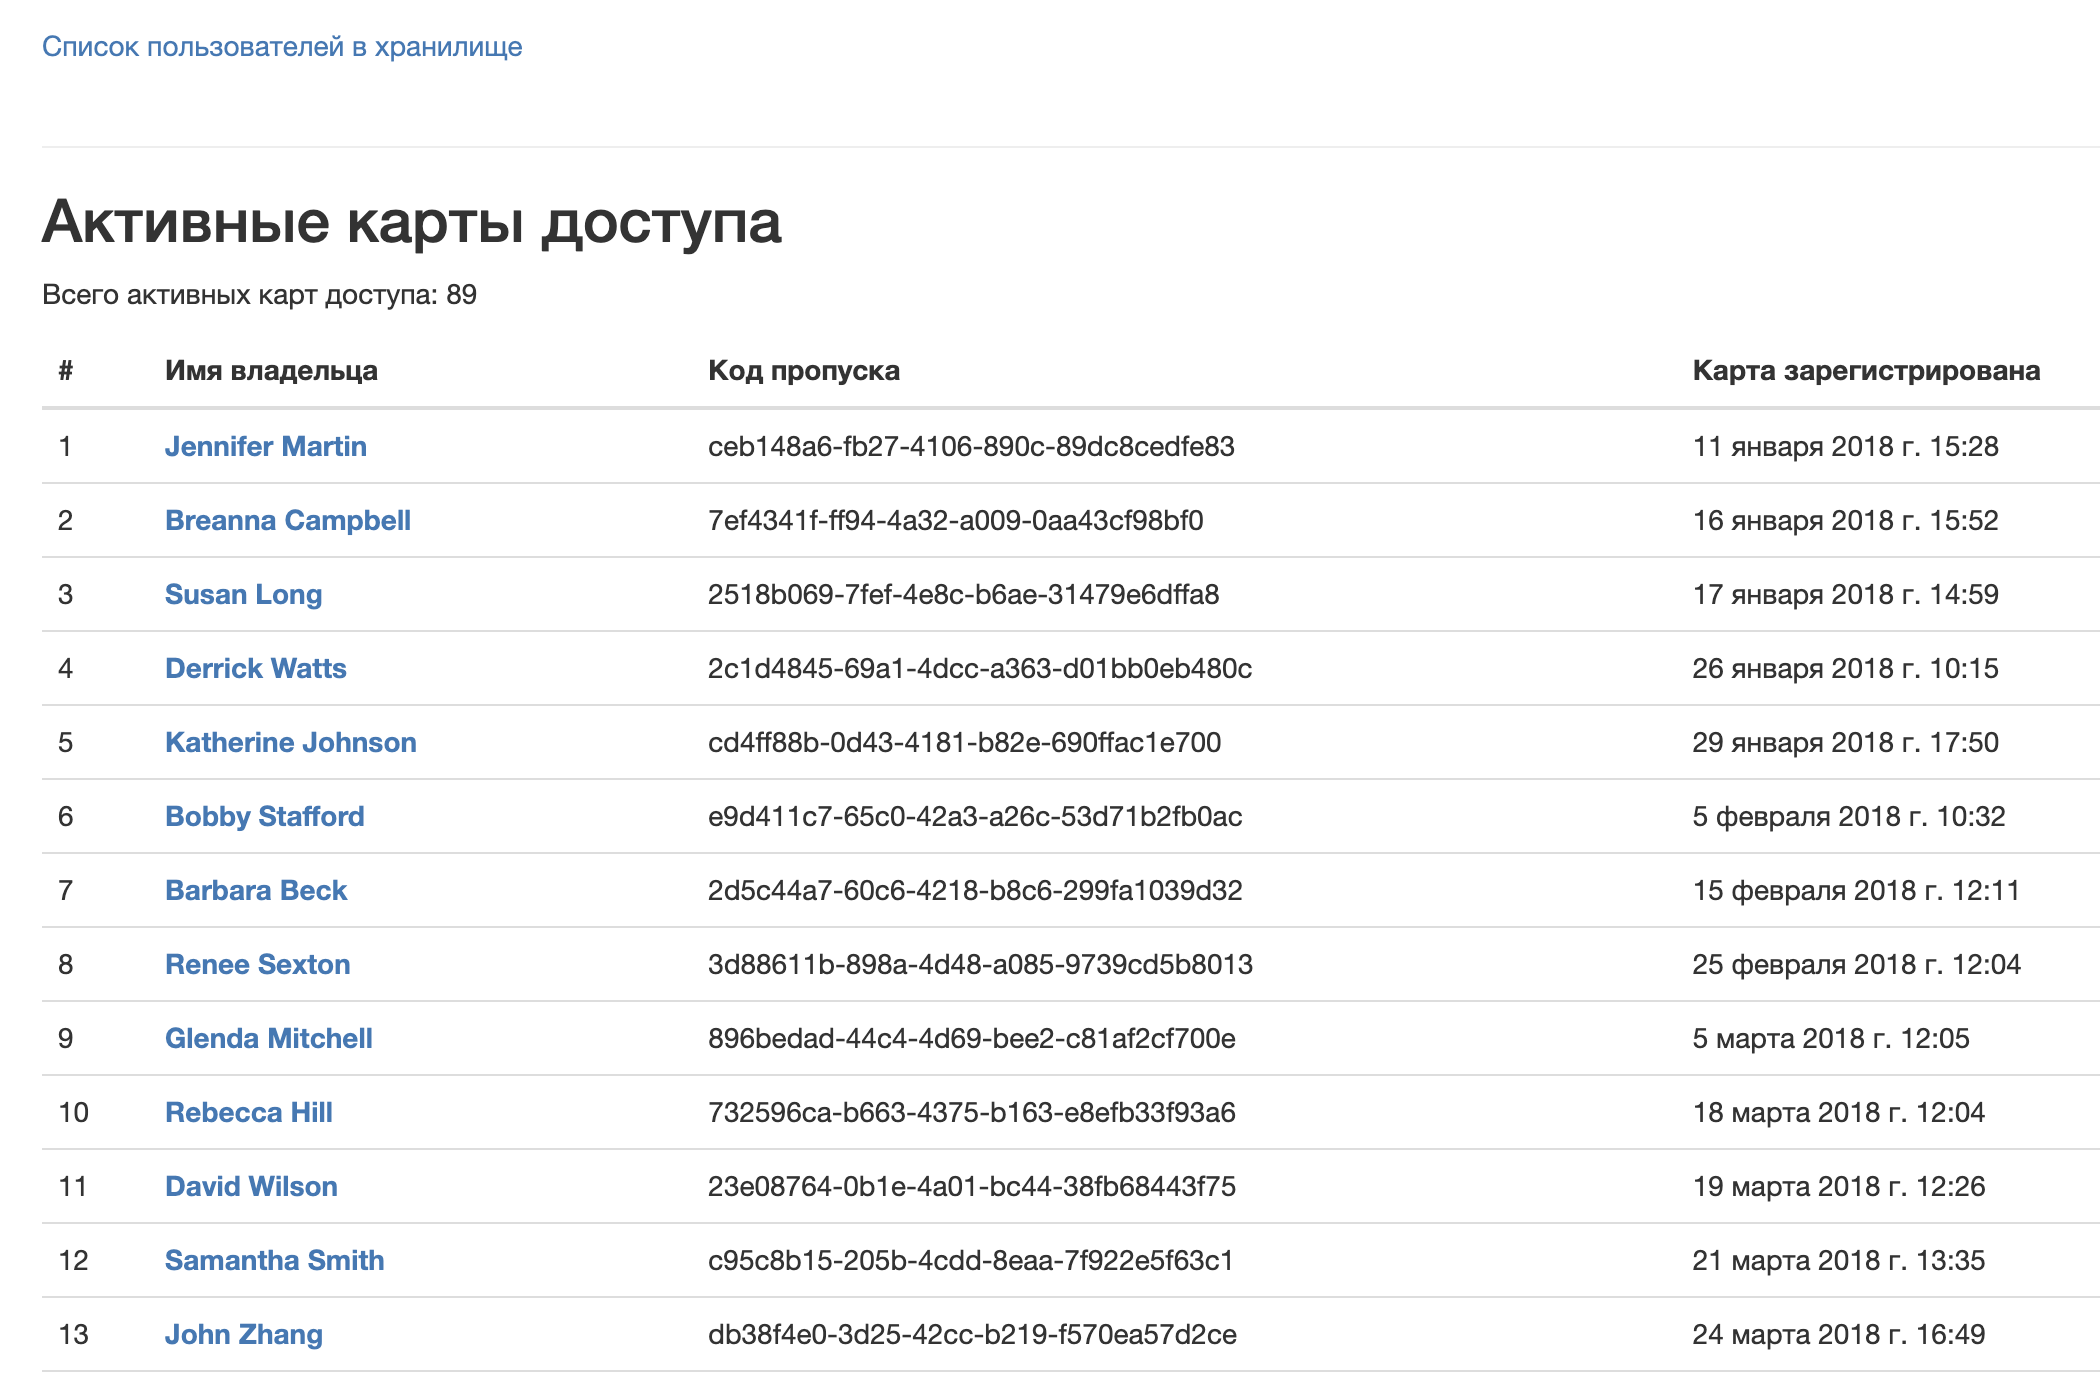 Список пользователей в хранилище
Активные карты доступа
Всего активных карт доступа: 89
# Имя владельца Код пропуска Карта зарегистрирована
1 Jennifer Martin ceb148a6-fb27-4106-890c-89dc8cedfe83 11 января 2018 г. 15:28
2 Breanna Campbell 7ef4341f-ff94-4a32-a009-0aa43cf98bf0 16 января 2018 г. 15:52
3 Susan Long 2518b069-7fef-4e8c-b6ae-31479e6dffa8 17 января 2018 г. 14:59
4 Derrick Watts 2c1d4845-69a1-4dcc-a363-d01bb0eb480c 26 января 2018 г. 10:15
5 Katherine Johnson cd4ff88b-0d43-4181-b82e-690ffac1e700 29 января 2018 г. 17:50
6 Bobby Stafford e9d411c7-65c0-42a3-a26c-53d71b2fb0ac 5 февраля 2018 г. 10:32
7 Barbara Beck 2d5c44a7-60c6-4218-b8c6-299fa1039d32 15 февраля 2018 г. 12:11
8 Renee Sexton 3d88611b-898a-4d48-a085-9739cd5b8013 25 февраля 2018 г. 12:04
9 Glenda Mitchell 896bedad-44c4-4d69-bee2-c81af2cf700e 5 марта 2018 г. 12:05
10 Rebecca Hill 732596ca-b663-4375-b163-e8efb33f93a6 18 марта 2018 г. 12:04
11 David Wilson 23e08764-0b1e-4a01-bc44-38fb68443f75 19 марта 2018 г. 12:26
12 Samantha Smith c95c8b15-205b-4cdd-8eaa-7f922e5f63c1 21 марта 2018 г. 13:35
13 John Zhang db38f4e0-3d25-42cc-b219-f570ea57d2ce 24 марта 2018 г. 16:49